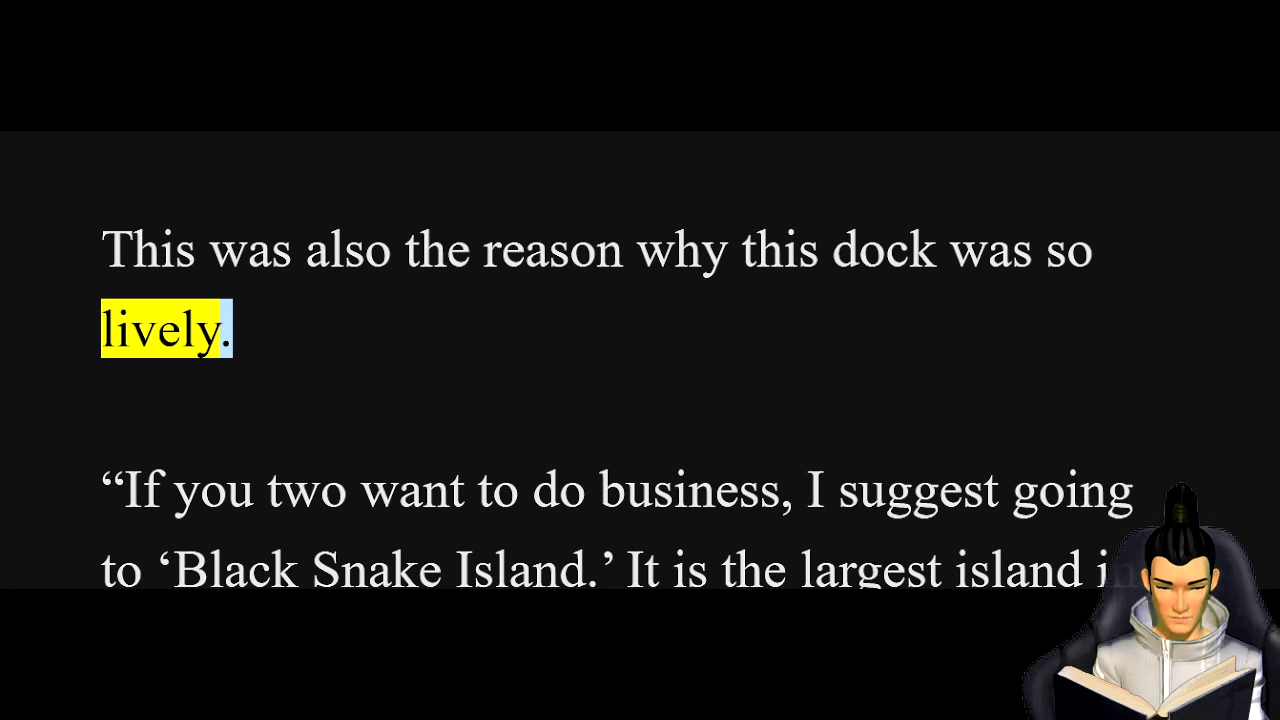 This was also the reason why this dock was so
lively.
“If you two want to do business, I suggest going
to ‘Black Snake Island.’ It is the largest island in